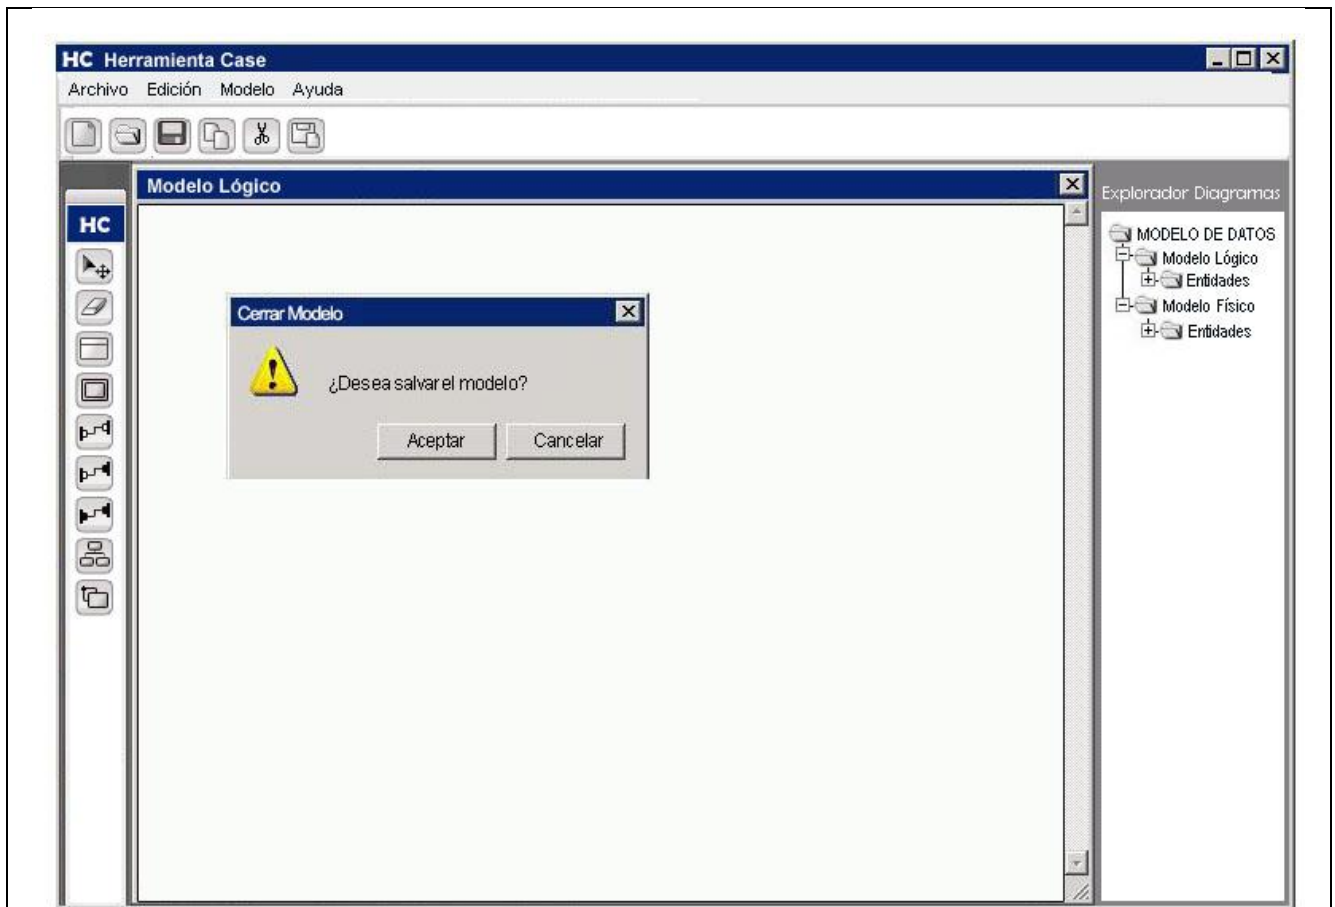 HC Herramienta Case
Archivo Edición Modelo Ayuda
Modelo Lógico
HC
Cerrar Modelo
¿Desea salvar el modelo?
Aceptar Cancelar
Explorador Diagramas
MODELO DE DATOS
Modelo Lógico
Entidades
Modelo Físico
Entidades